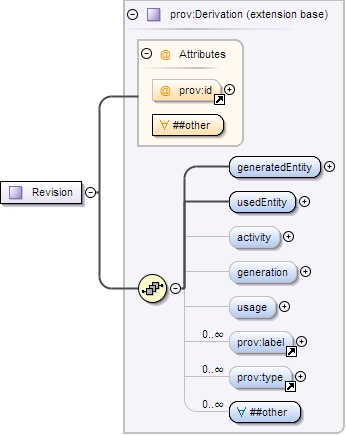 prov:Derivation (extension base)
Attributes
@ prov:id
∀ ##other
Revision
generatedEntity
usedEntity
activity
generation
usage
0..∞
prov:label
0..∞
prov:type
0..∞
∀ ##other